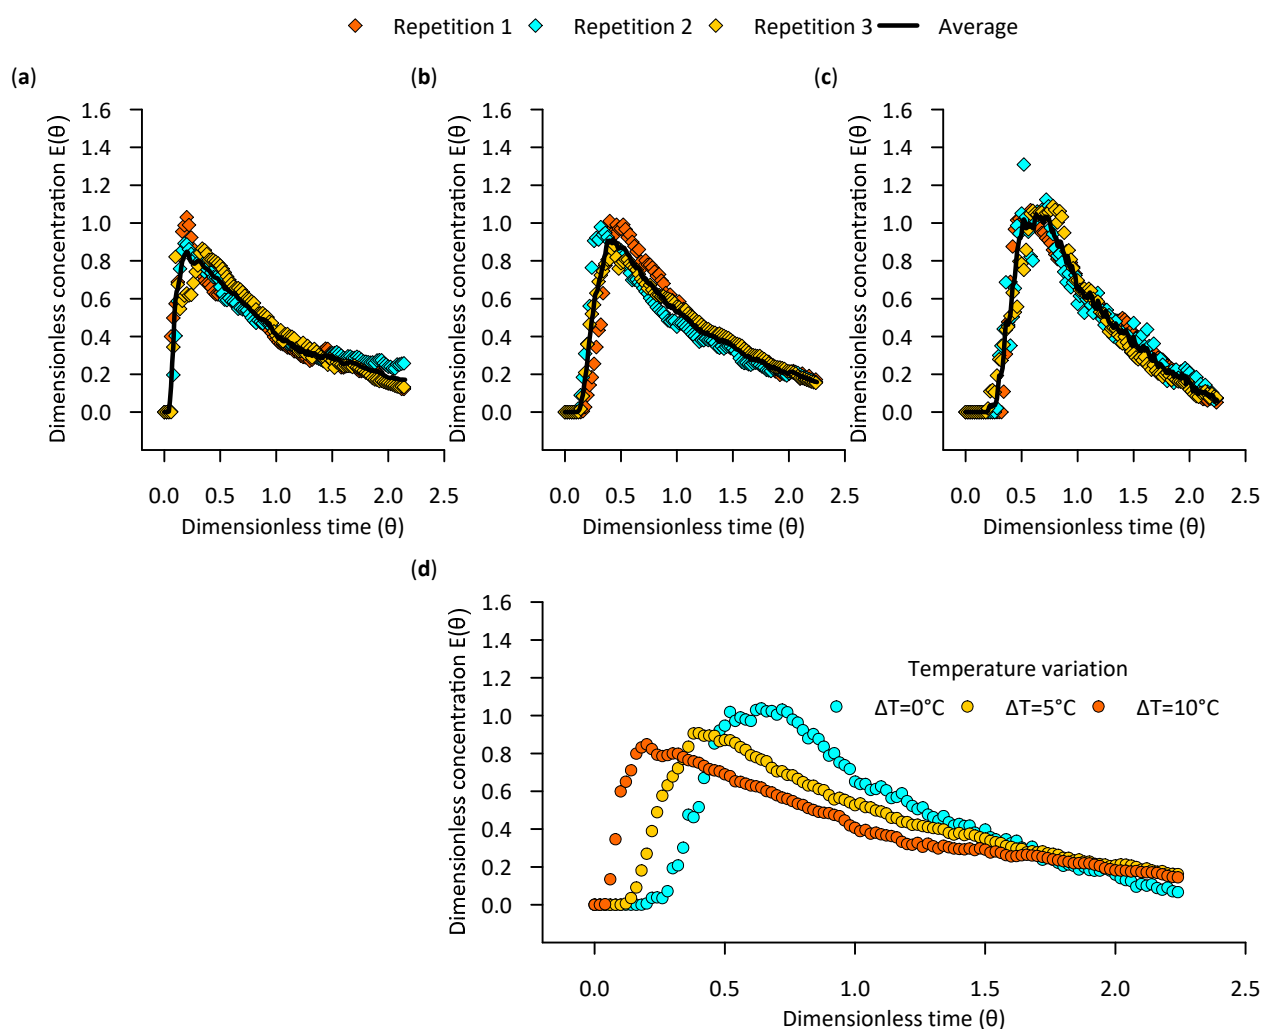 Repetition 1 Repetition 2 Repetition 3 Average
(a) (b) (c)
Dimensionless concentration E(θ)
1.6
1.4
1.2
1.0
0.8
0.6
0.4
0.2
0.0
0.0 0.5 1.0 1.5 2.0 2.5
Dimensionless time (θ)
Dimensionless concentration E(θ)
1.6
1.4
1.2
1.0
0.8
0.6
0.4
0.2
0.0
0.0 0.5 1.0 1.5 2.0 2.5
Dimensionless time (θ)
Dimensionless concentration E(θ)
1.6
1.4
1.2
1.0
0.8
0.6
0.4
0.2
0.0
0.0 0.5 1.0 1.5 2.0 2.5
Dimensionless time (θ)
(d)
Dimensionless concentration E(θ)
1.6
1.4
1.2
1.0
0.8
0.6
0.4
0.2
0.0
Temperature variation
ΔT=0°C ΔT=5°C ΔT=10°C
0.0 0.5 1.0 1.5 2.0 2.5
Dimensionless time (θ)